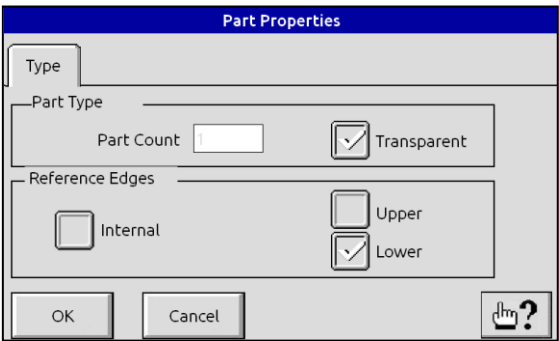 Part Properties
Type
Part Type
Part Count 1 Transparent
Reference Edges
Internal
Upper
Lower
OK Cancel ?